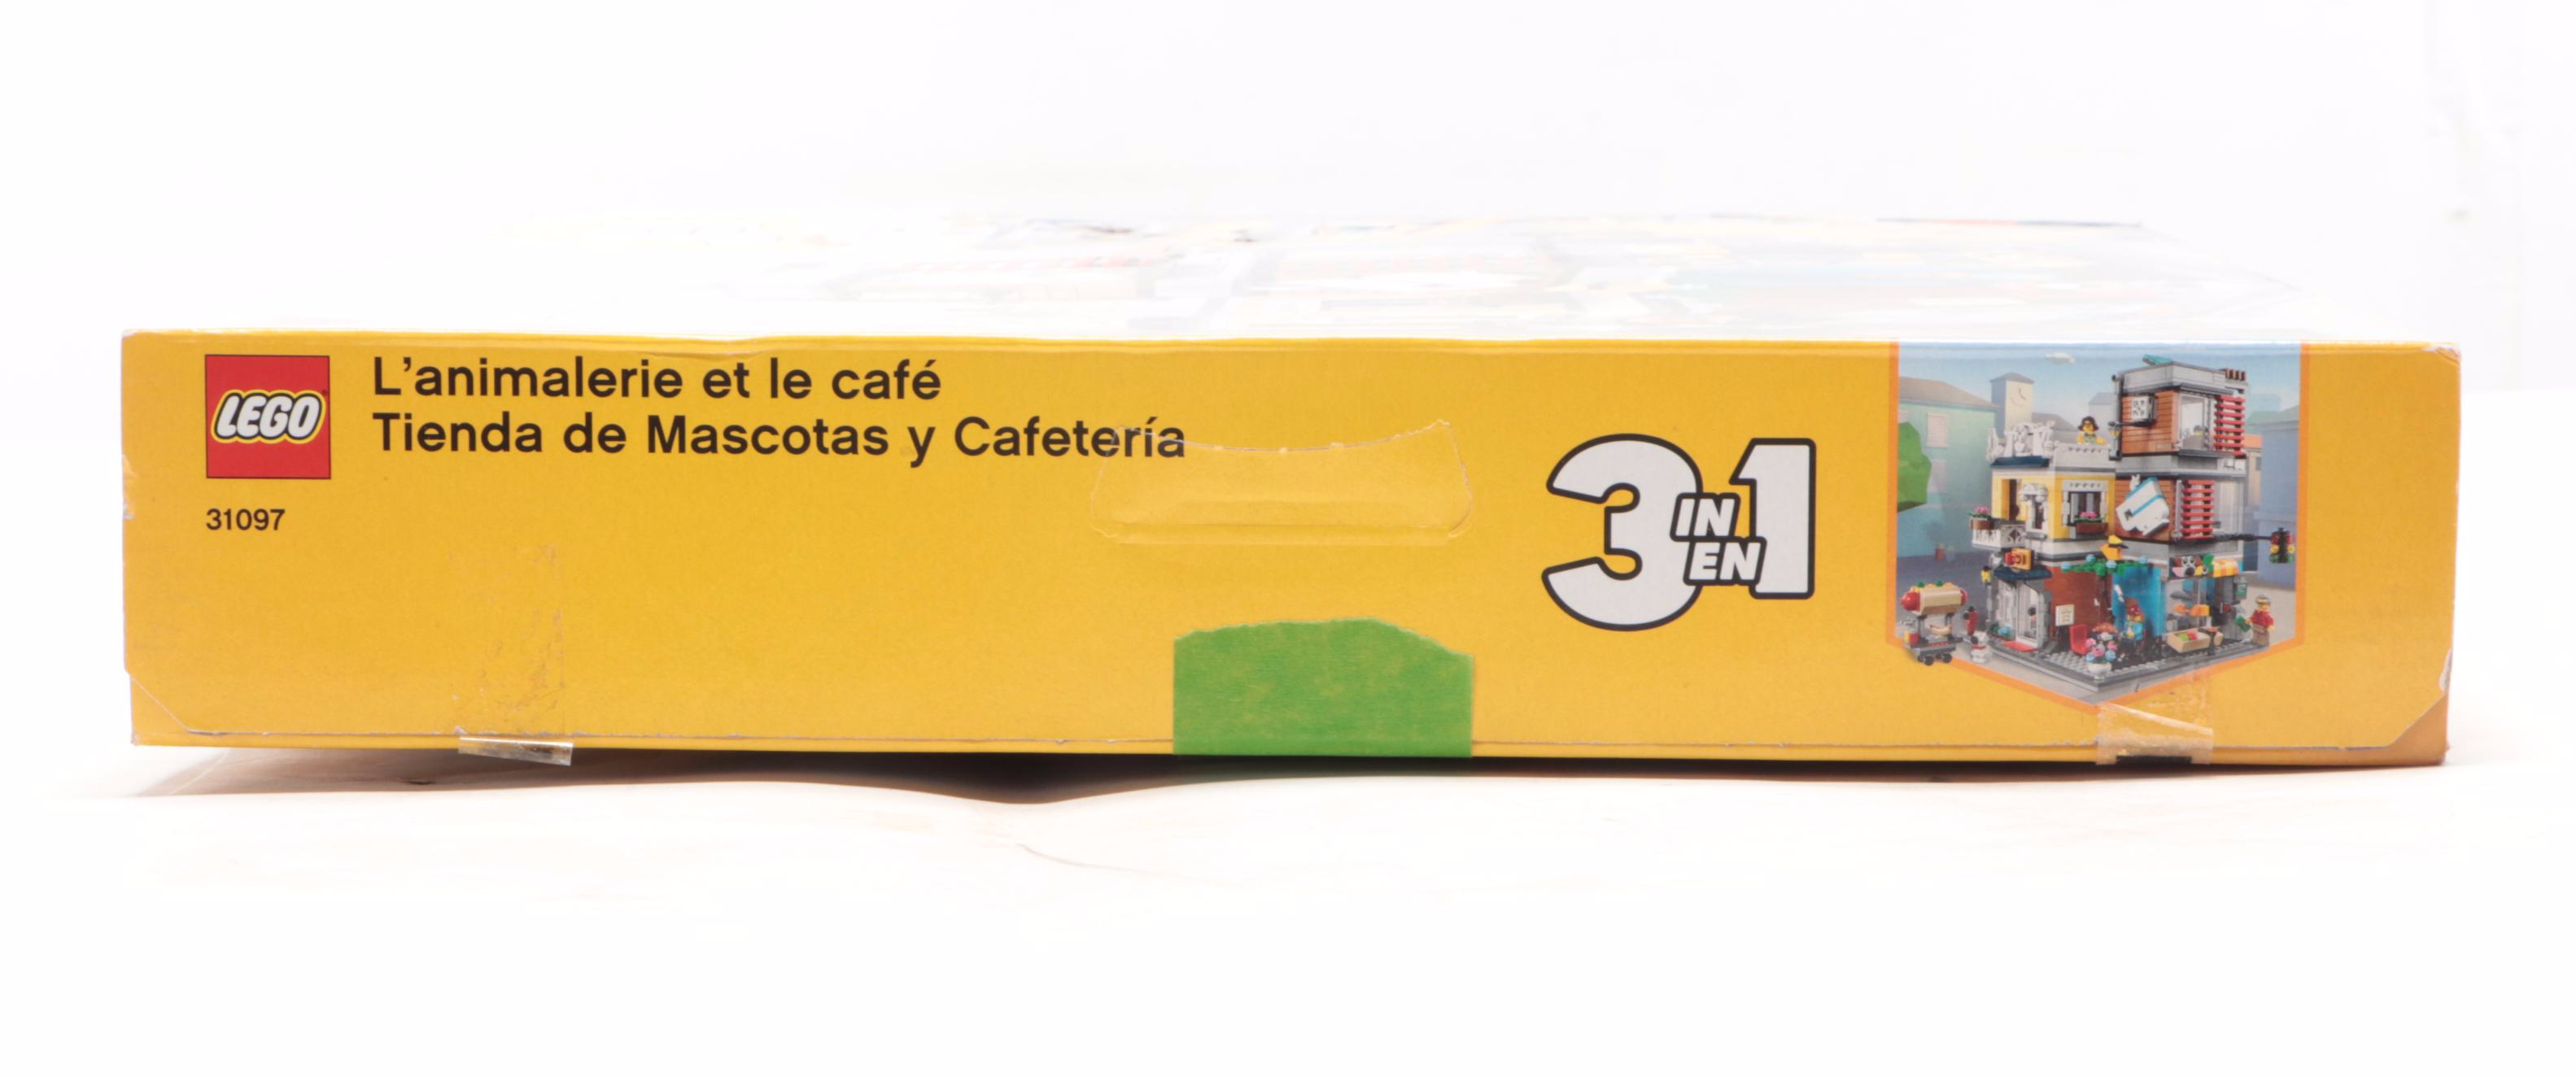 LEGO
L'animalerie et le café
Tienda de Mascotas y Cafetería
31097
3 IN 1
EN